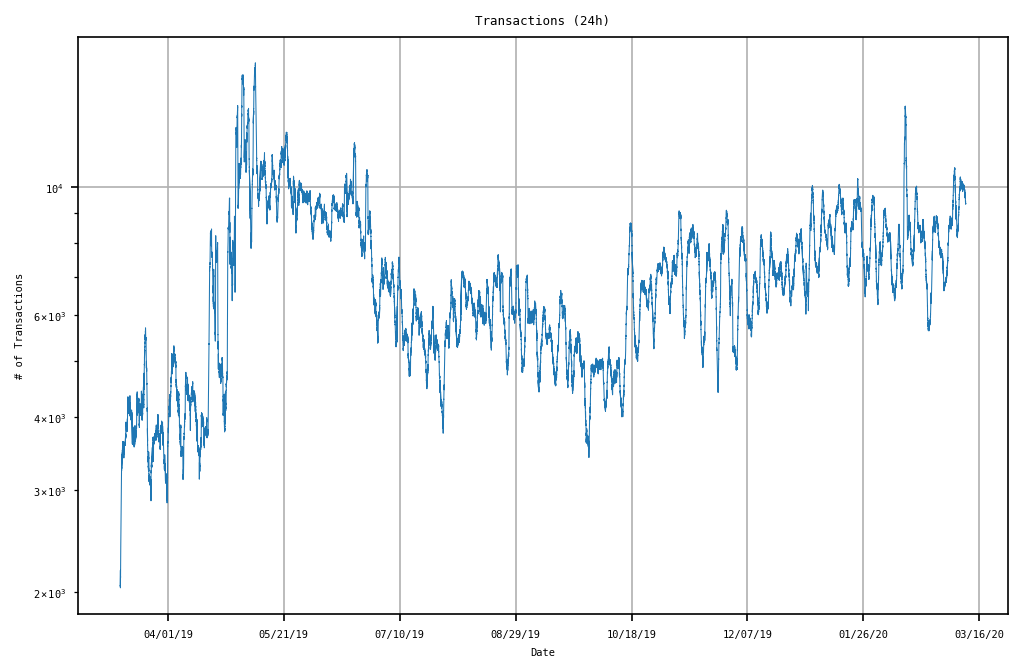 Transactions (24h)
# of Transactions
10⁴
6×10³
4×10³
3×10³
2×10³
04/01/19 05/21/19 07/10/19 08/29/19 10/18/19 12/07/19 01/26/20 03/16/20
Date